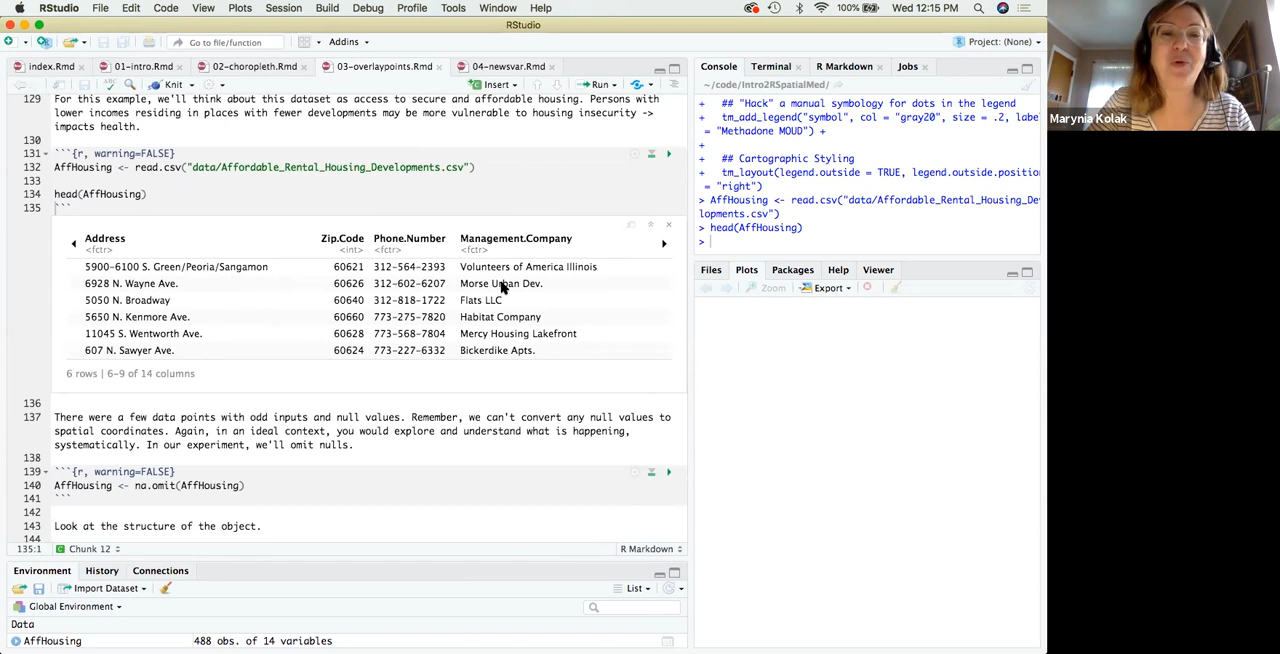 RStudio File Edit Code View Plots Session Build Debug Profile Tools Window Help 100% Wed 12:15 PM
RStudio
Go to file/function Addins Project: (None)
index.Rmd 01-intro.Rmd 02-choropleth.Rmd 03-overlaypoints.Rmd 04-newsvar.Rmd
Knit Insert Run
129 For this example, we'll think about this dataset as access to secure and affordable housing. Persons with
lower incomes residing in places with fewer developments may be more vulnerable to housing insecurity ->
impacts health.
130
131 ```{r, warning=FALSE}
132 AffHousing <- read.csv("data/Affordable_Rental_Housing_Developments.csv")
133
134 head(AffHousing)
135 ```
Address Zip.Code Phone.Number Management.Company
<fctr> <int> <fctr> <fctr>
5900-6100 S. Green/Peoria/Sangamon 60621 312-564-2393 Volunteers of America Illinois
6928 N. Wayne Ave. 60626 312-602-6207 Morse Urban Dev.
5050 N. Broadway 60640 312-818-1722 Flats LLC
5650 N. Kenmore Ave. 60660 773-275-7820 Habitat Company
11045 S. Wentworth Ave. 60628 773-568-7804 Mercy Housing Lakefront
607 N. Sawyer Ave. 60624 773-227-6332 Bickerdike Apts.
6 rows | 6-9 of 14 columns
136
137 There were a few data points with odd inputs and null values. Remember, we can't convert any null values to
spatial coordinates. Again, in an ideal context, you would explore and understand what is happening,
systematically. In our experiment, we'll omit nulls.
138
139 ```{r, warning=FALSE}
140 AffHousing <- na.omit(AffHousing)
141 ```
142
143 Look at the structure of the object.
144
135:1 Chunk 12 R Markdown
Environment History Connections
Import Dataset List
Global Environment
Data
AffHousing 488 obs. of 14 variables
Console Terminal R Markdown Jobs
~/code/Intro2RSpatialMed/
+ ## "Hack" a manual symbology for dots in the legend
+ tm_add_legend("symbol", col = "gray20", size = .2, labe
= "Methadone MOUD") +
+
+ ## Cartographic Styling
+ tm_layout(legend.outside = TRUE, legend.outside.positio
= "right")
> AffHousing <- read.csv("data/Affordable_Rental_Housing_De
lopments.csv")
> head(AffHousing)
>
Files Plots Packages Help Viewer
Zoom Export
Marynia Kolak